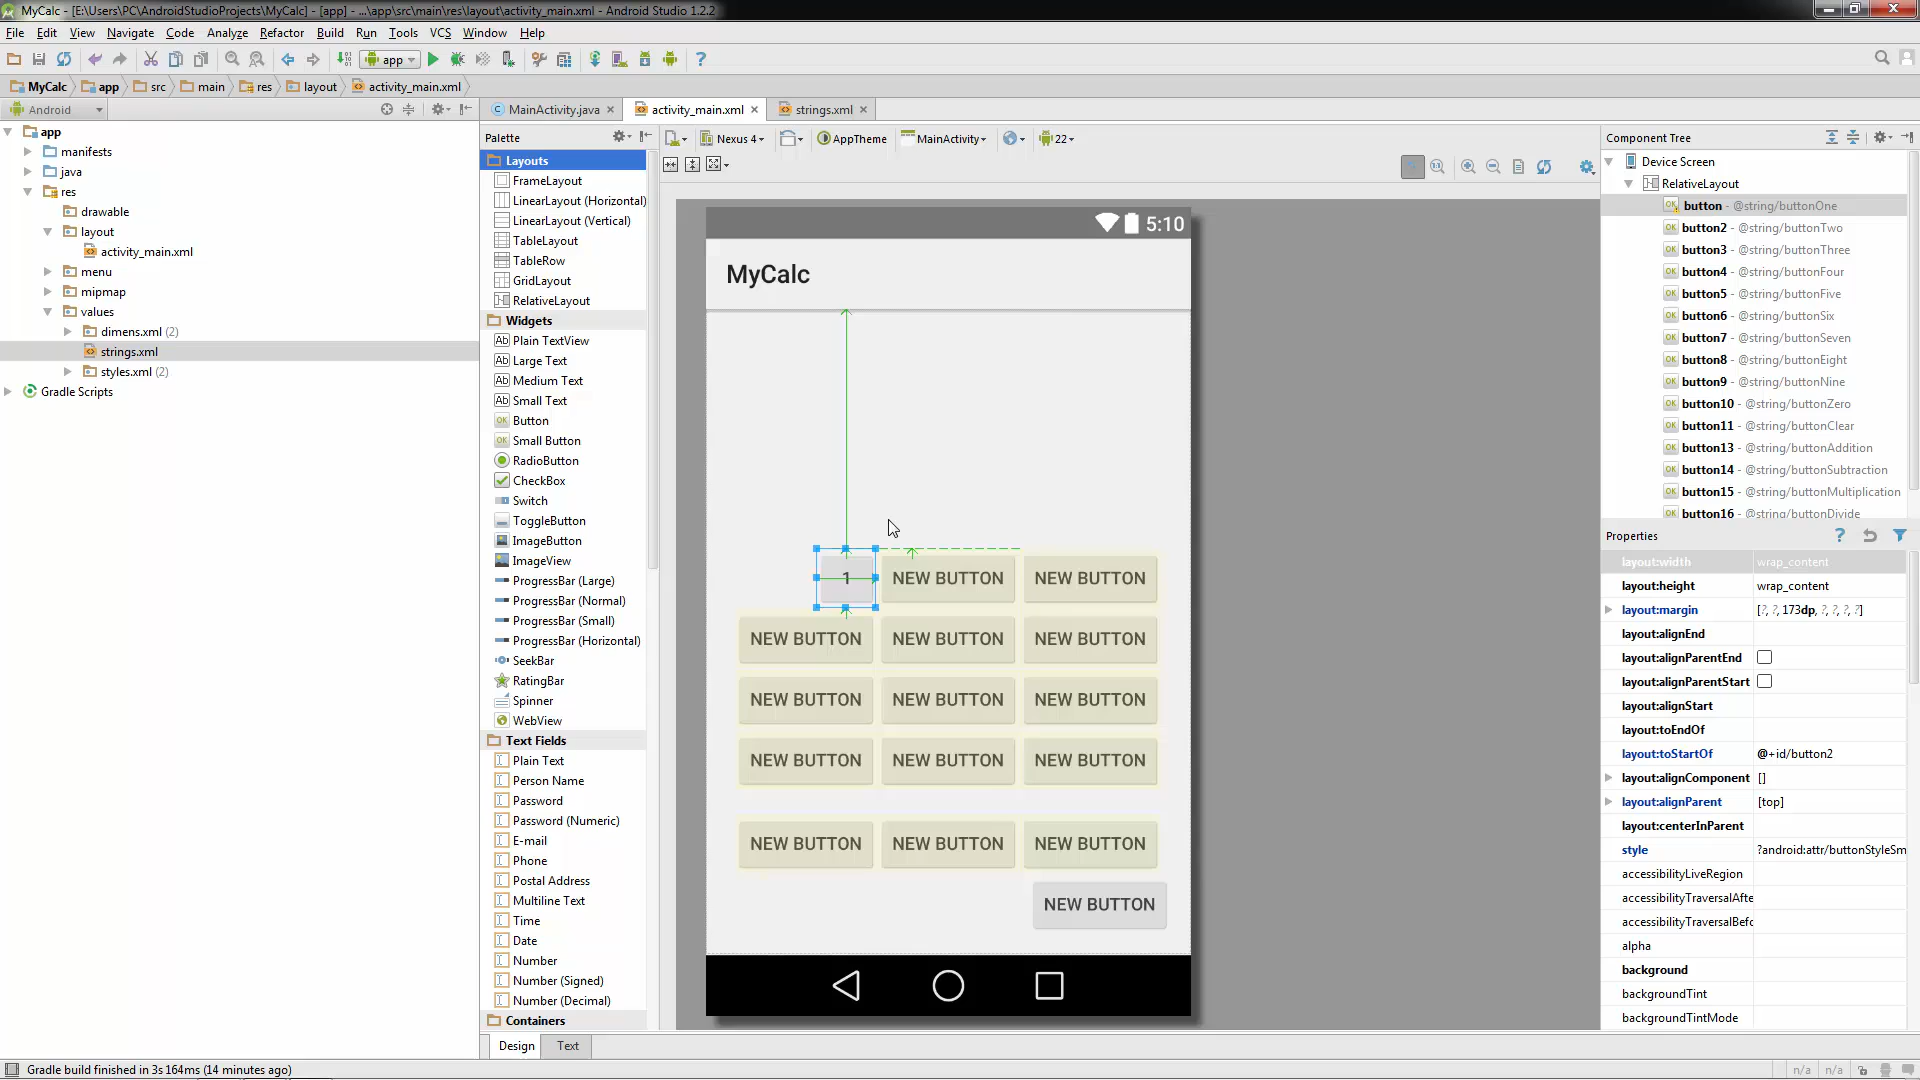 MyCalc - [E:\Users\PC\AndroidStudioProjects\MyCalc] - [app] - ...\app\src\main\res\layout\activity_main.xml - Android Studio 1.2.2
File Edit View Navigate Code Analyze Refactor Build Run Tools VCS Window Help
app
MyCalc app src main res layout activity_main.xml
Android
MainActivity.java activity_main.xml strings.xml
app
manifests
java
res
drawable
layout
activity_main.xml
menu
mipmap
values
dimens.xml (2)
strings.xml
styles.xml (2)
Gradle Scripts
Palette
Layouts
FrameLayout
LinearLayout (Horizontal)
LinearLayout (Vertical)
TableLayout
TableRow
GridLayout
RelativeLayout
Widgets
Plain TextView
Large Text
Medium Text
Small Text
Button
Small Button
RadioButton
CheckBox
Switch
ToggleButton
ImageButton
ImageView
ProgressBar (Large)
ProgressBar (Normal)
ProgressBar (Small)
ProgressBar (Horizontal)
SeekBar
RatingBar
Spinner
WebView
Text Fields
Plain Text
Person Name
Password
Password (Numeric)
E-mail
Phone
Postal Address
Multiline Text
Time
Date
Number
Number (Signed)
Number (Decimal)
Containers
Nexus 4 AppTheme MainActivity 22
5:10
MyCalc
1 NEW BUTTON NEW BUTTON
NEW BUTTON NEW BUTTON NEW BUTTON
NEW BUTTON NEW BUTTON NEW BUTTON
NEW BUTTON NEW BUTTON NEW BUTTON
NEW BUTTON NEW BUTTON NEW BUTTON
NEW BUTTON
Design Text
Component Tree
Device Screen
RelativeLayout
button - @string/buttonOne
button2 - @string/buttonTwo
button3 - @string/buttonThree
button4 - @string/buttonFour
button5 - @string/buttonFive
button6 - @string/buttonSix
button7 - @string/buttonSeven
button8 - @string/buttonEight
button9 - @string/buttonNine
button10 - @string/buttonZero
button11 - @string/buttonClear
button13 - @string/buttonAddition
button14 - @string/buttonSubtraction
button15 - @string/buttonMultiplication
button16 - @string/buttonDivide
Properties
layout:width wrap_content
layout:height wrap_content
layout:margin [?, ?, 173dp, ?, ?, ?, ?]
layout:alignEnd
layout:alignParentEnd
layout:alignParentStart
layout:alignStart
layout:toEndOf
layout:toStartOf @+id/button2
layout:alignComponent []
layout:alignParent [top]
layout:centerInParent
style ?android:attr/buttonStyleSm
accessibilityLiveRegion
accessibilityTraversalAfte
accessibilityTraversalBefo
alpha
background
backgroundTint
backgroundTintMode
Gradle build finished in 3s 164ms (14 minutes ago)
n/a n/a